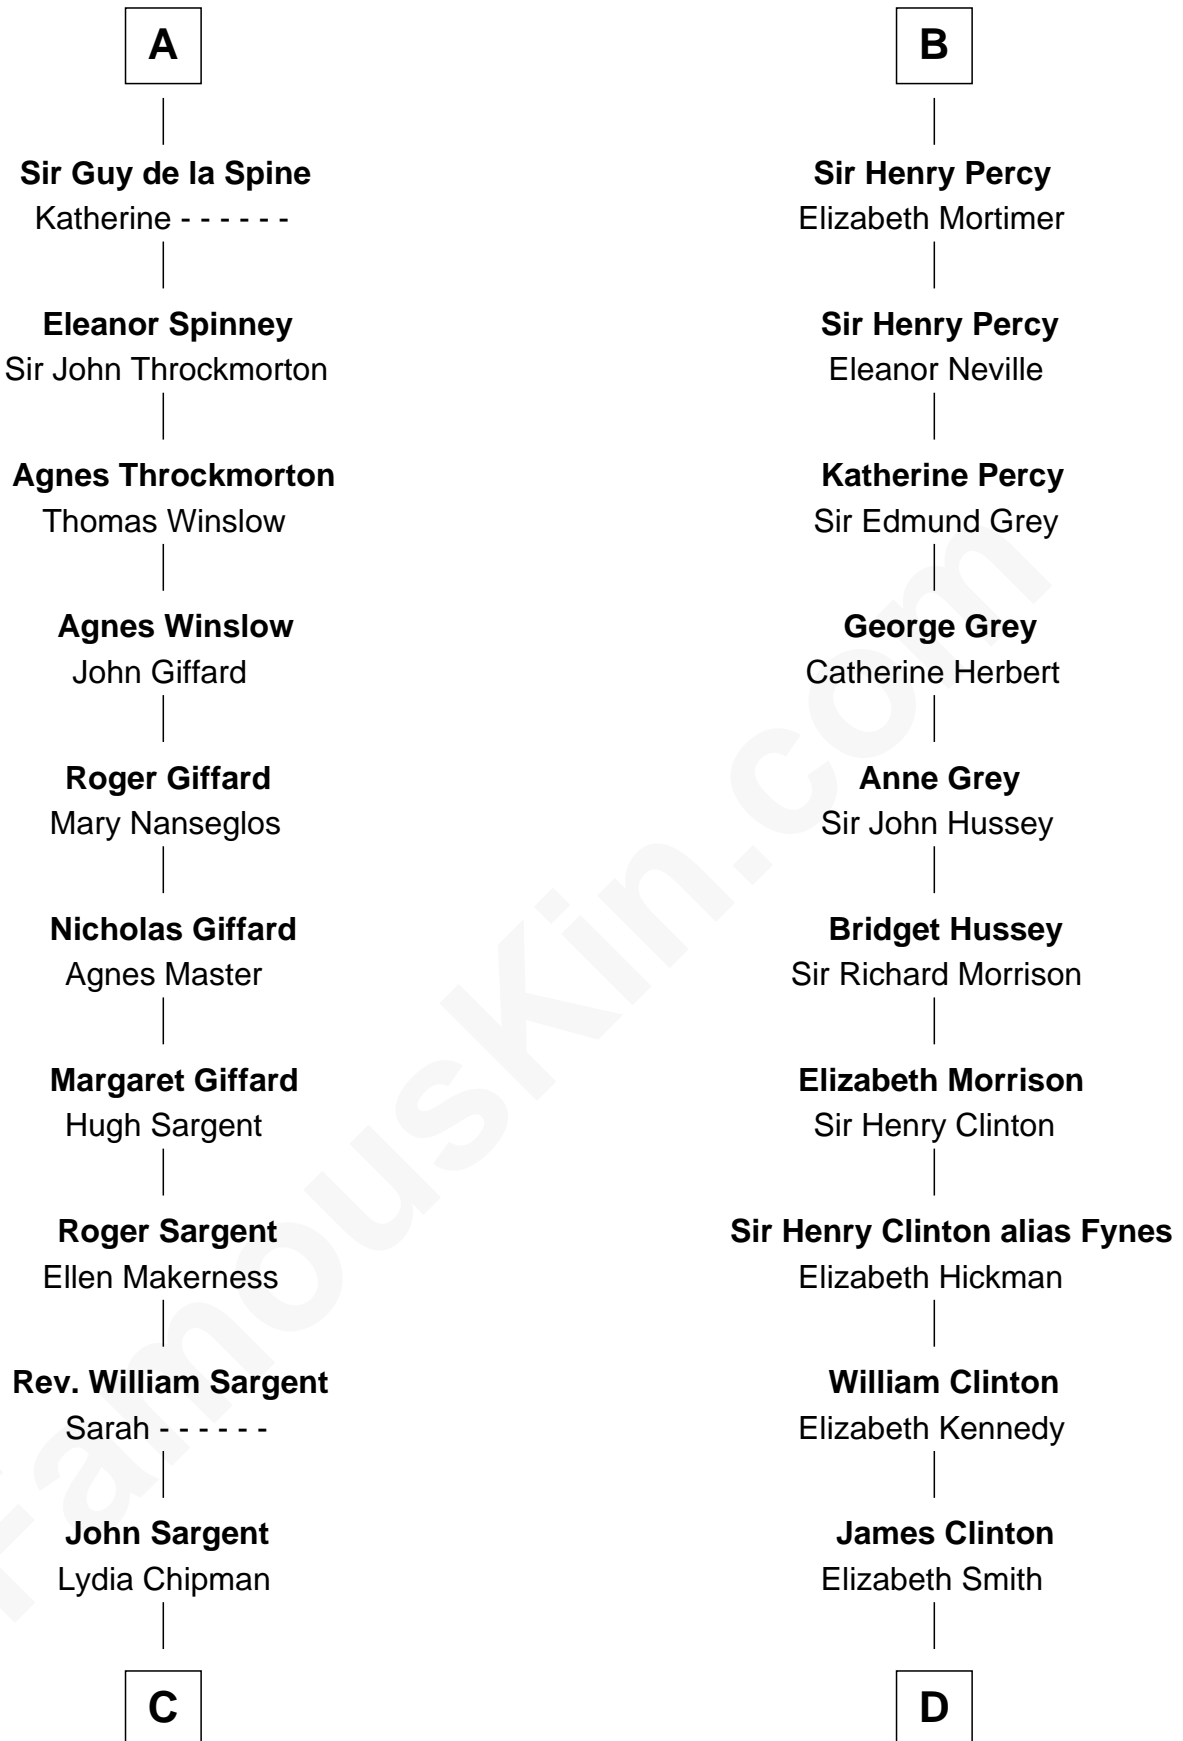 A
Sir Guy de la Spine
Katherine - - - - - -
Eleanor Spinney
Sir John Throckmorton
Agnes Throckmorton
Thomas Winslow
Agnes Winslow
John Giffard
Roger Giffard
Mary Nanseglos
Nicholas Giffard
Agnes Master
Margaret Giffard
Hugh Sargent
Roger Sargent
Ellen Makerness
Rev. William Sargent
Sarah - - - - - -
John Sargent
Lydia Chipman
C
B
Sir Henry Percy
Elizabeth Mortimer
Sir Henry Percy
Eleanor Neville
Katherine Percy
Sir Edmund Grey
George Grey
Catherine Herbert
Anne Grey
Sir John Hussey
Bridget Hussey
Sir Richard Morrison
Elizabeth Morrison
Sir Henry Clinton
Sir Henry Clinton alias Fynes
Elizabeth Hickman
William Clinton
Elizabeth Kennedy
James Clinton
Elizabeth Smith
D
FamousKin.com